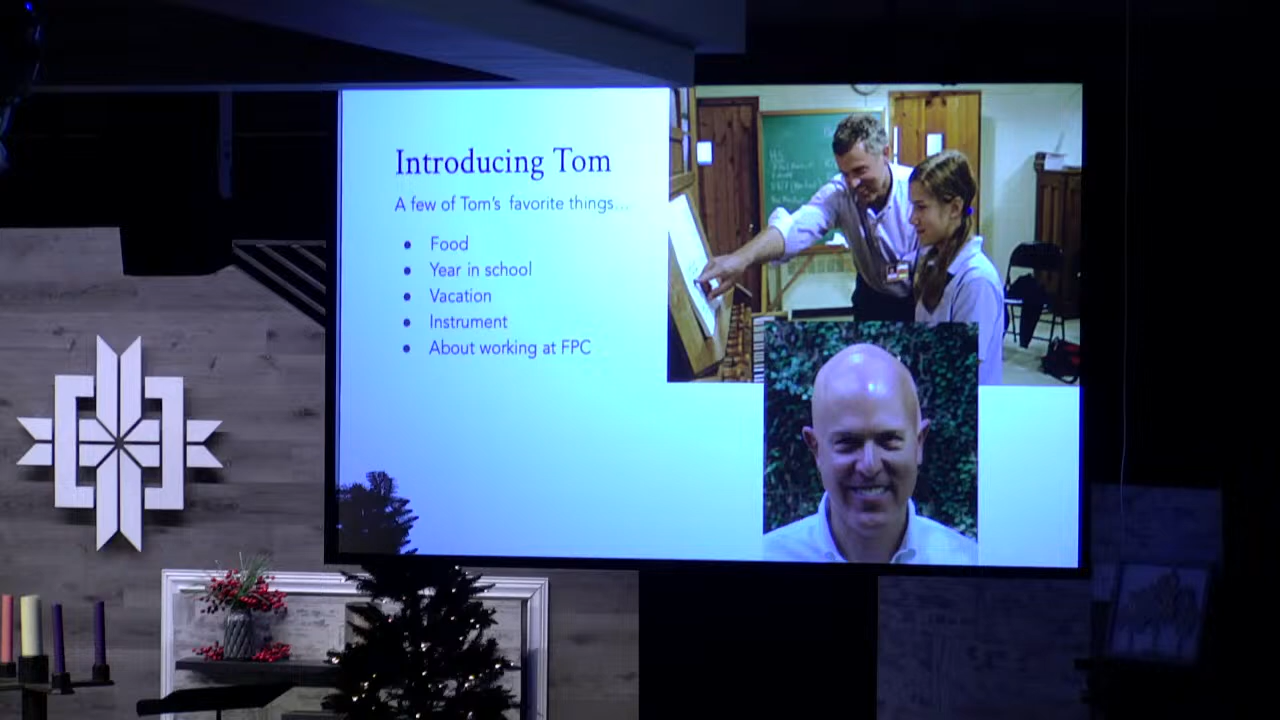 Introducing Tom
A few of Tom's favorite things...
Food
Year in school
Vacation
Instrument
About working at FPC